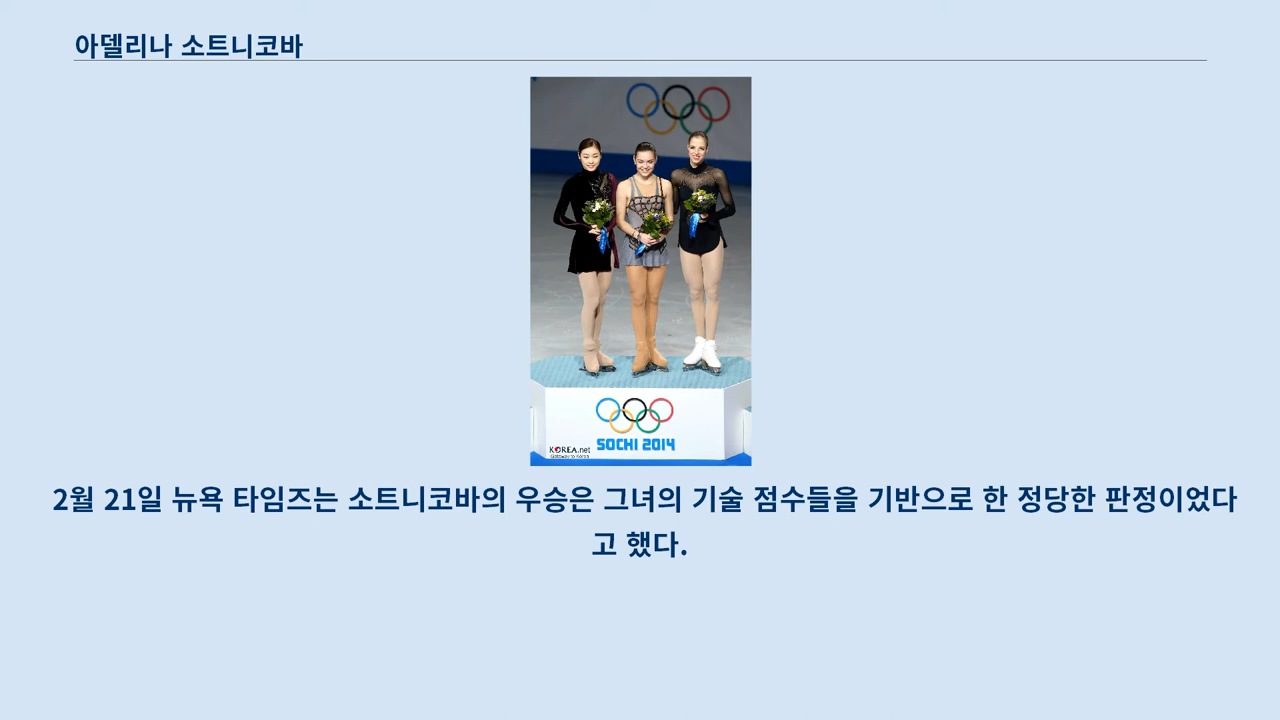 아델리나 소트니코바
SOCHI 2014
KOREA.net
Gateway to Korea
2월 21일 뉴욕 타임즈는 소트니코바의 우승은 그녀의 기술 점수들을 기반으로 한 정당한 판정이었다
고 했다.